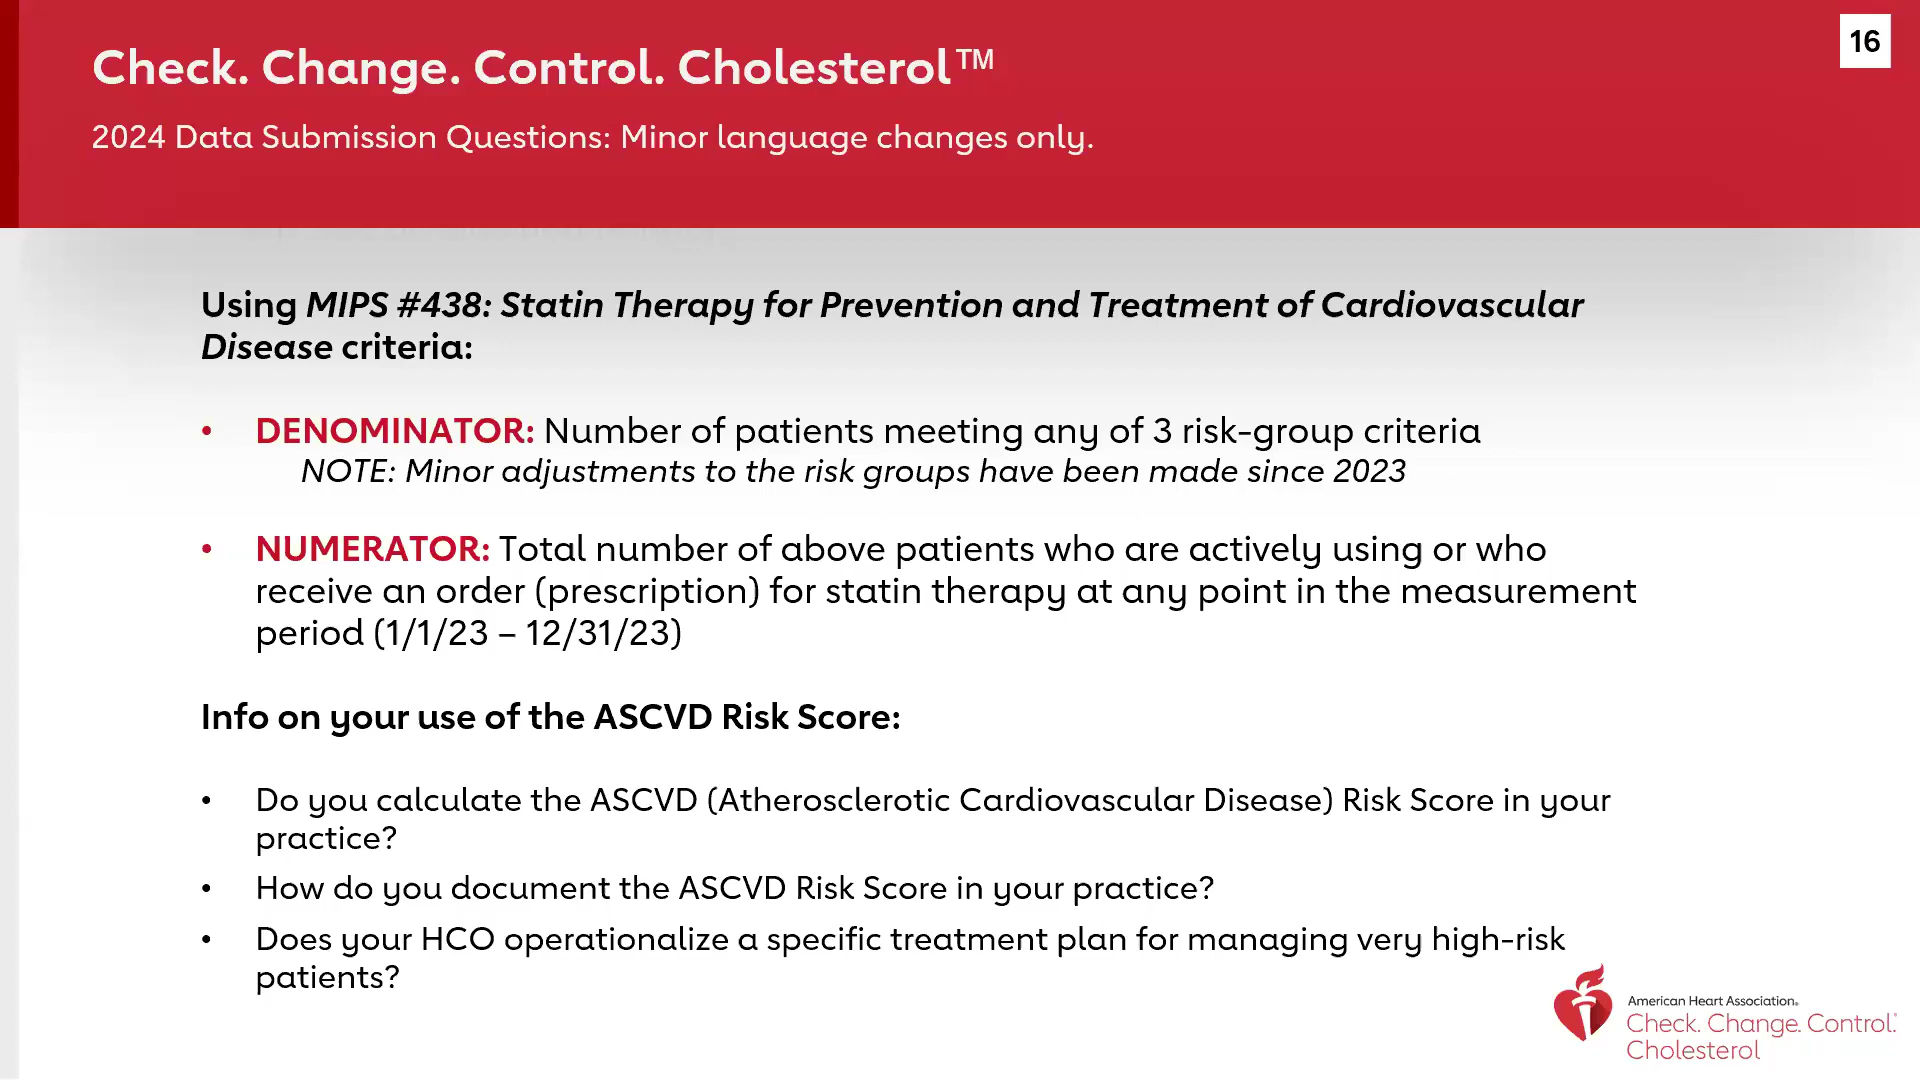 16
Check. Change. Control. Cholesterol™
2024 Data Submission Questions: Minor language changes only.
Using MIPS #438: Statin Therapy for Prevention and Treatment of Cardiovascular
Disease criteria:
• DENOMINATOR: Number of patients meeting any of 3 risk-group criteria
NOTE: Minor adjustments to the risk groups have been made since 2023
• NUMERATOR: Total number of above patients who are actively using or who
receive an order (prescription) for statin therapy at any point in the measurement
period (1/1/23 – 12/31/23)
Info on your use of the ASCVD Risk Score:
• Do you calculate the ASCVD (Atherosclerotic Cardiovascular Disease) Risk Score in your
practice?
• How do you document the ASCVD Risk Score in your practice?
• Does your HCO operationalize a specific treatment plan for managing very high-risk
patients?
American Heart Association®
Check. Change. Control.®
Cholesterol